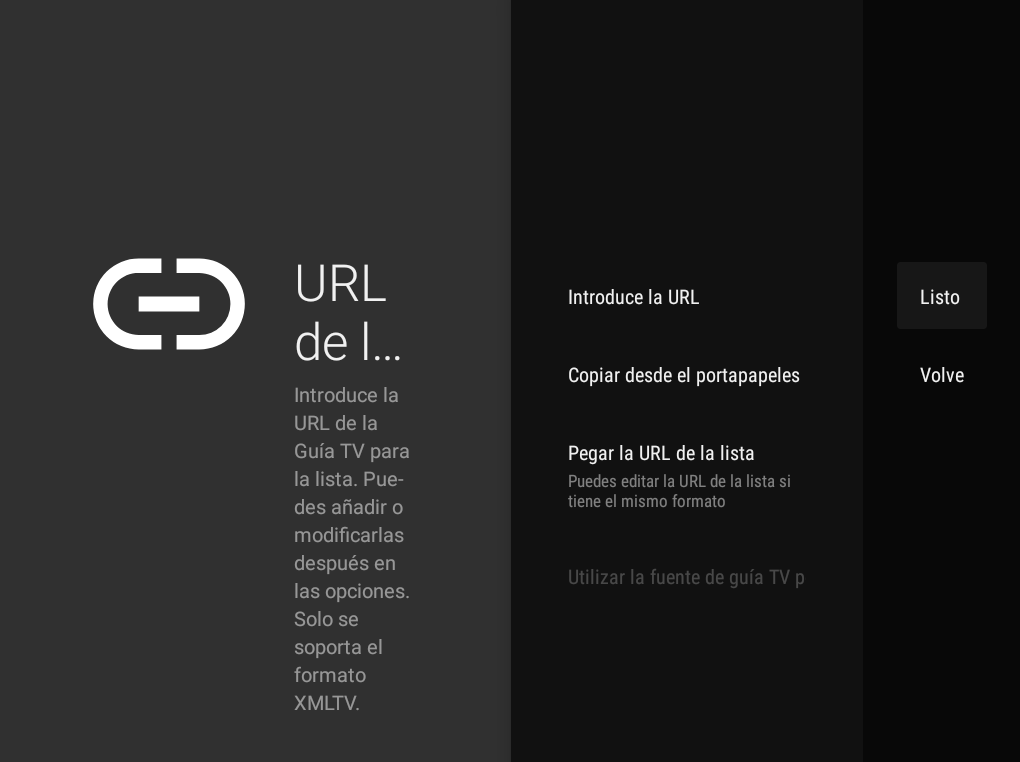 URL
de l...
Introduce la
URL de la
Guía TV para
la lista. Pue-
des añadir o
modificarlas
después en
las opciones.
Solo se
soporta el
formato
XMLTV.
Introduce la URL
Copiar desde el portapapeles
Pegar la URL de la lista
Puedes editar la URL de la lista si
tiene el mismo formato
Utilizar la fuente de guía TV p
Listo
Volve